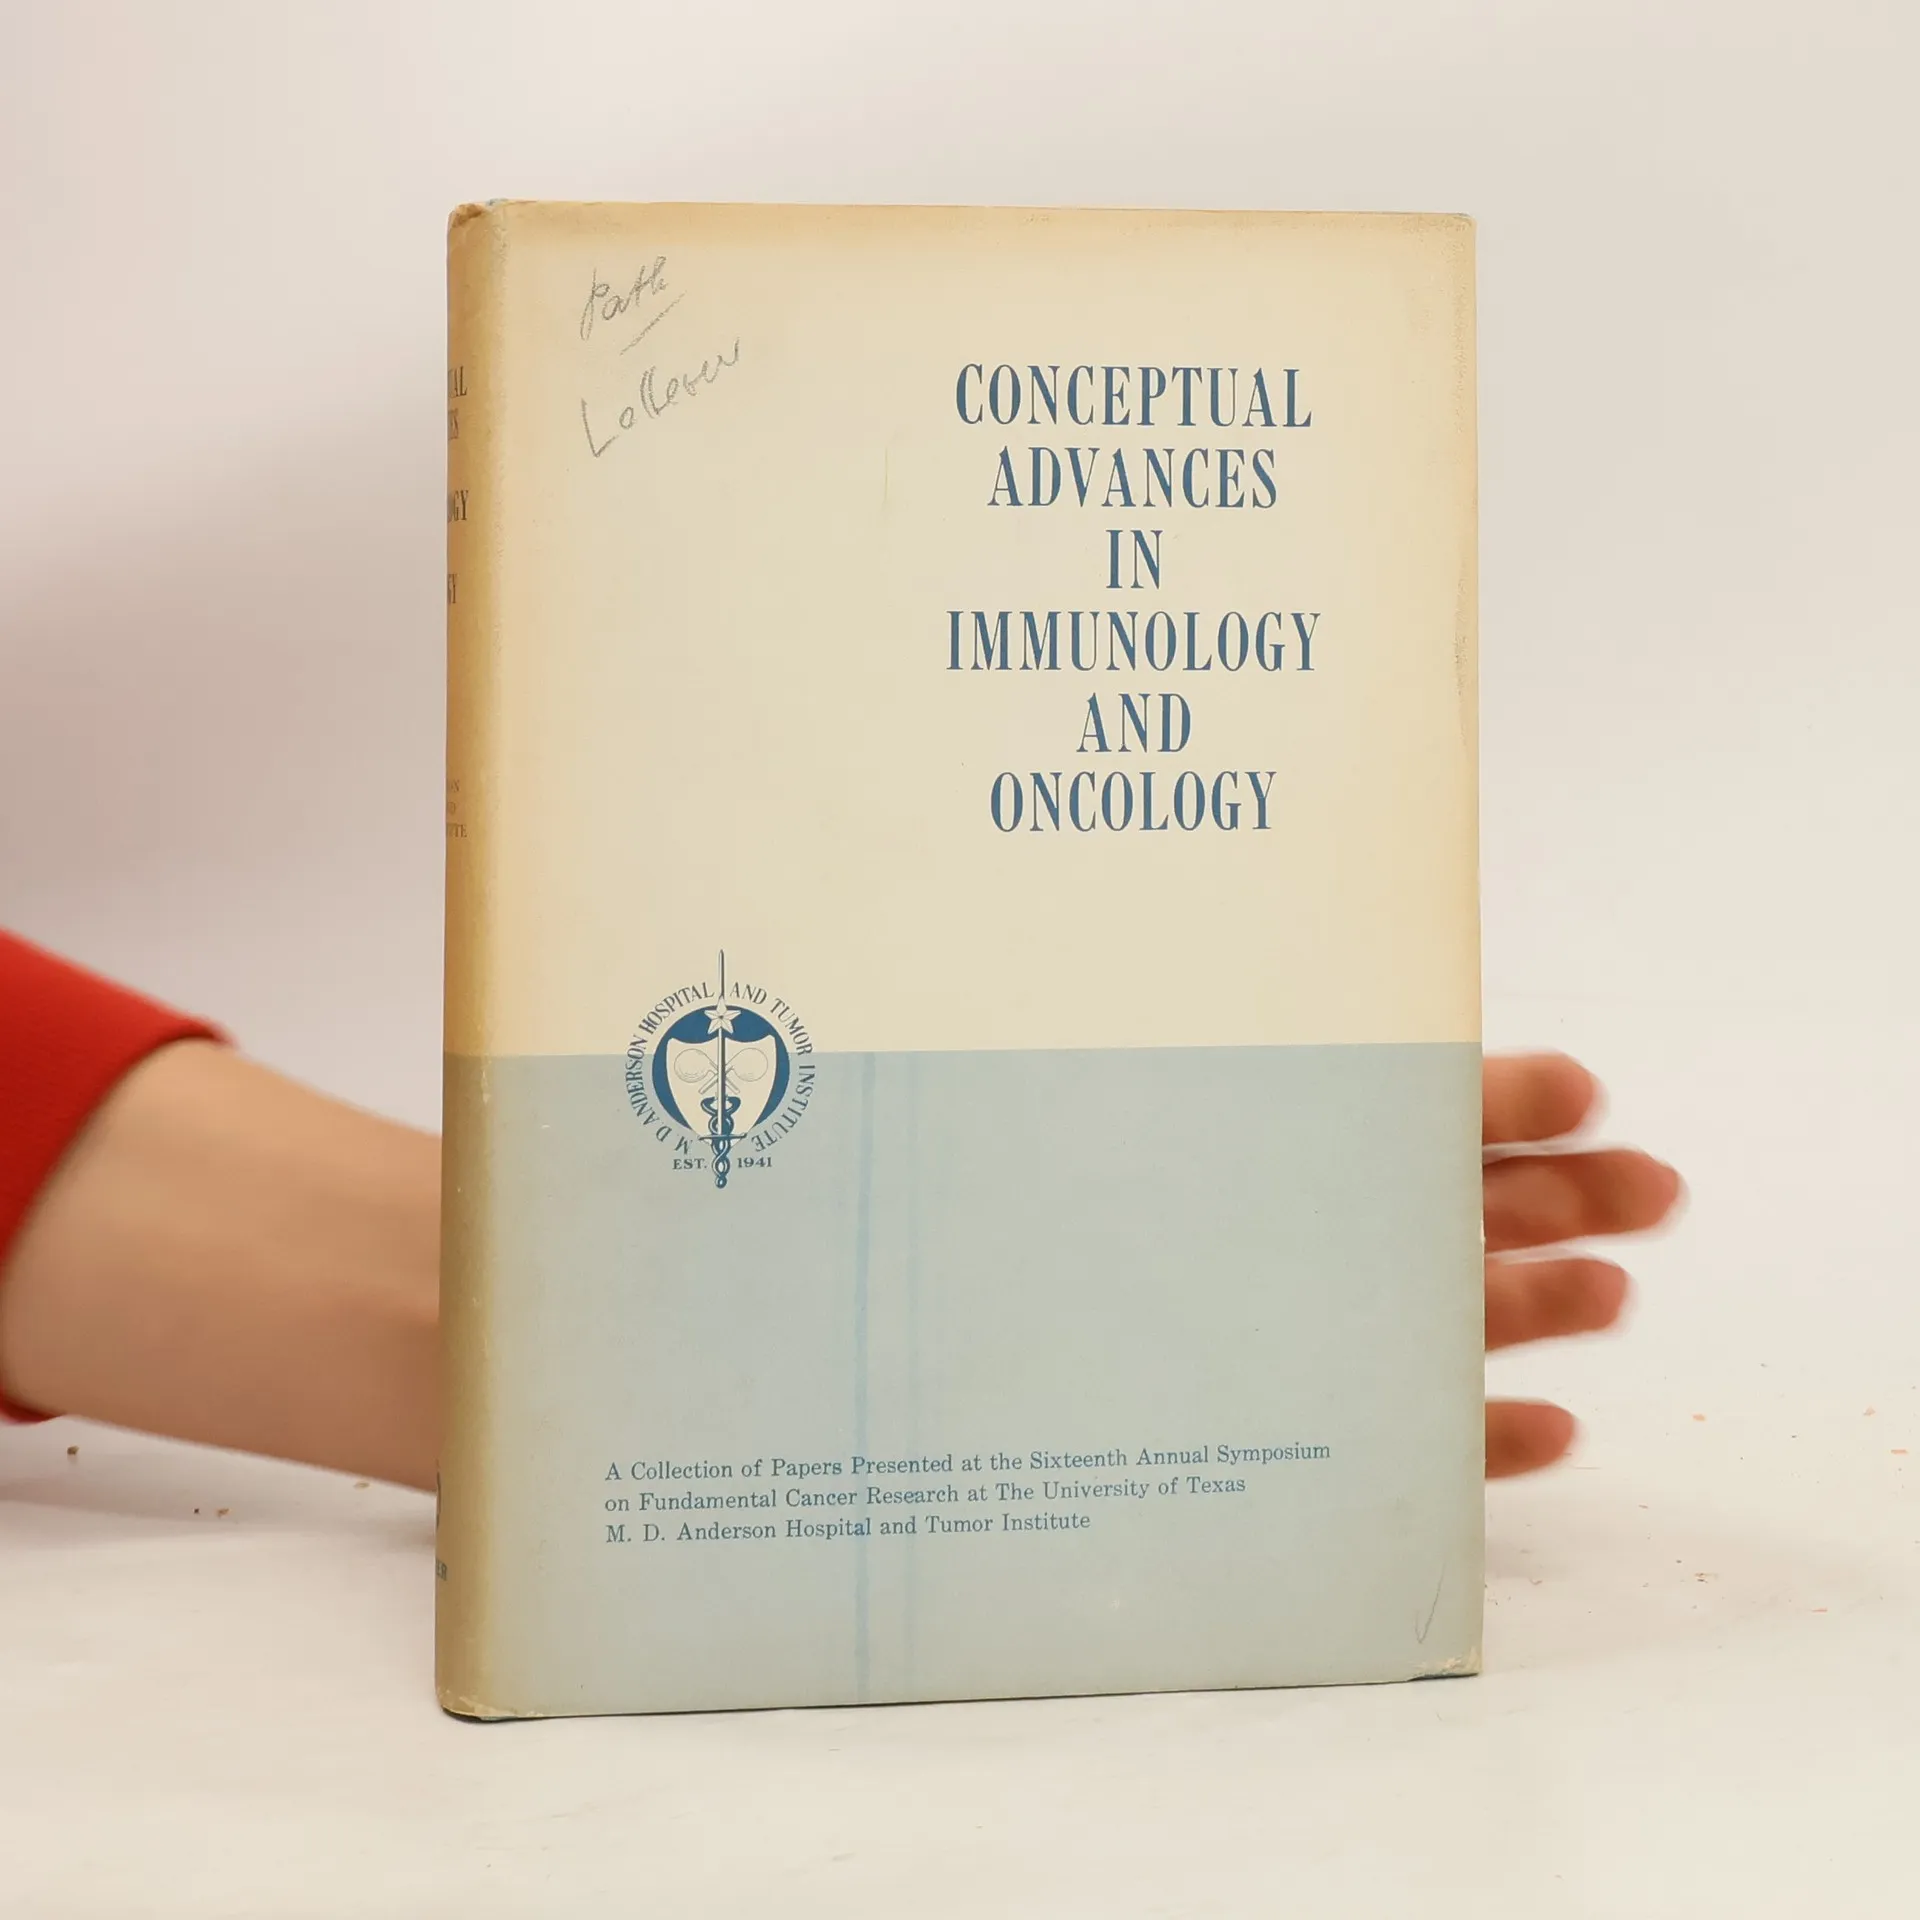 Path
CONCEPTUAL
ADVANCES
IN
IMMUNOLOGY
AND
ONCOLOGY
M D ANDERSON HOSPITAL AND TUMOR INSTITUTE
EST. 1941
A Collection of Papers Presented at the Sixteenth Annual Symposium
on Fundamental Cancer Research at The University of Texas
M. D. Anderson Hospital and Tumor Institute